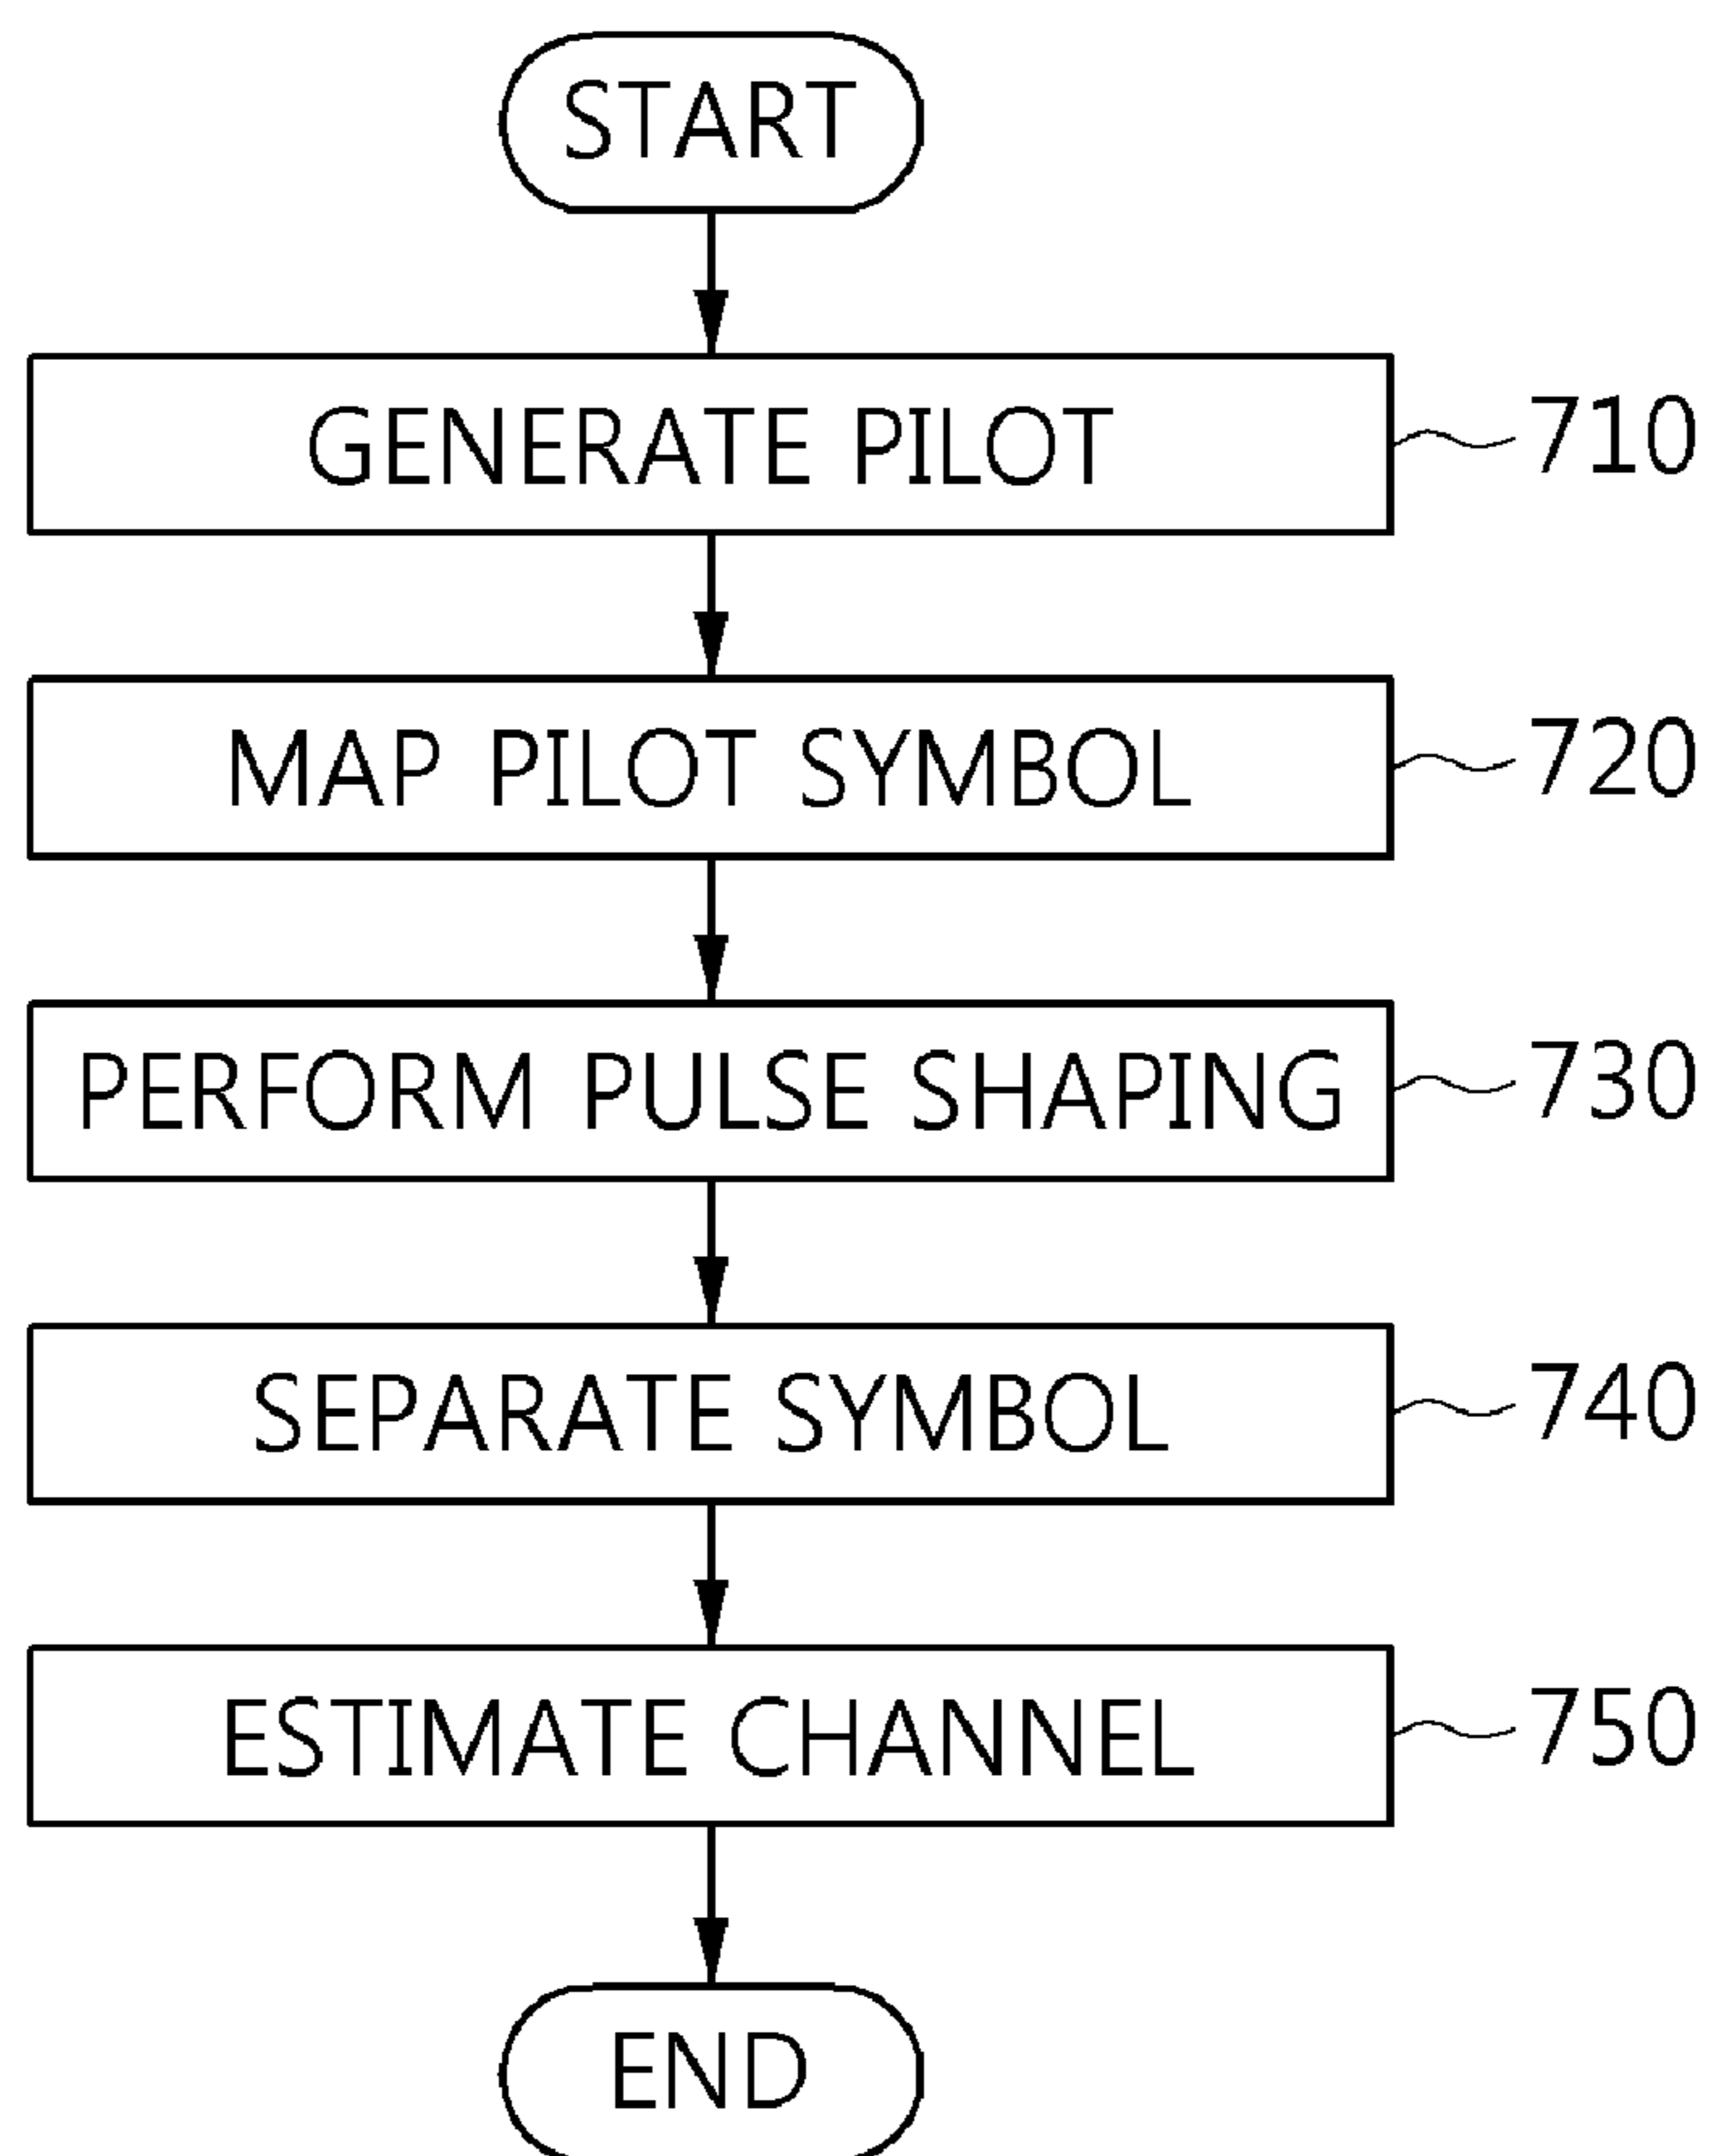 START
GENERATE PILOT 710
MAP PILOT SYMBOL 720
PERFORM PULSE SHAPING 730
SEPARATE SYMBOL 740
ESTIMATE CHANNEL 750
END